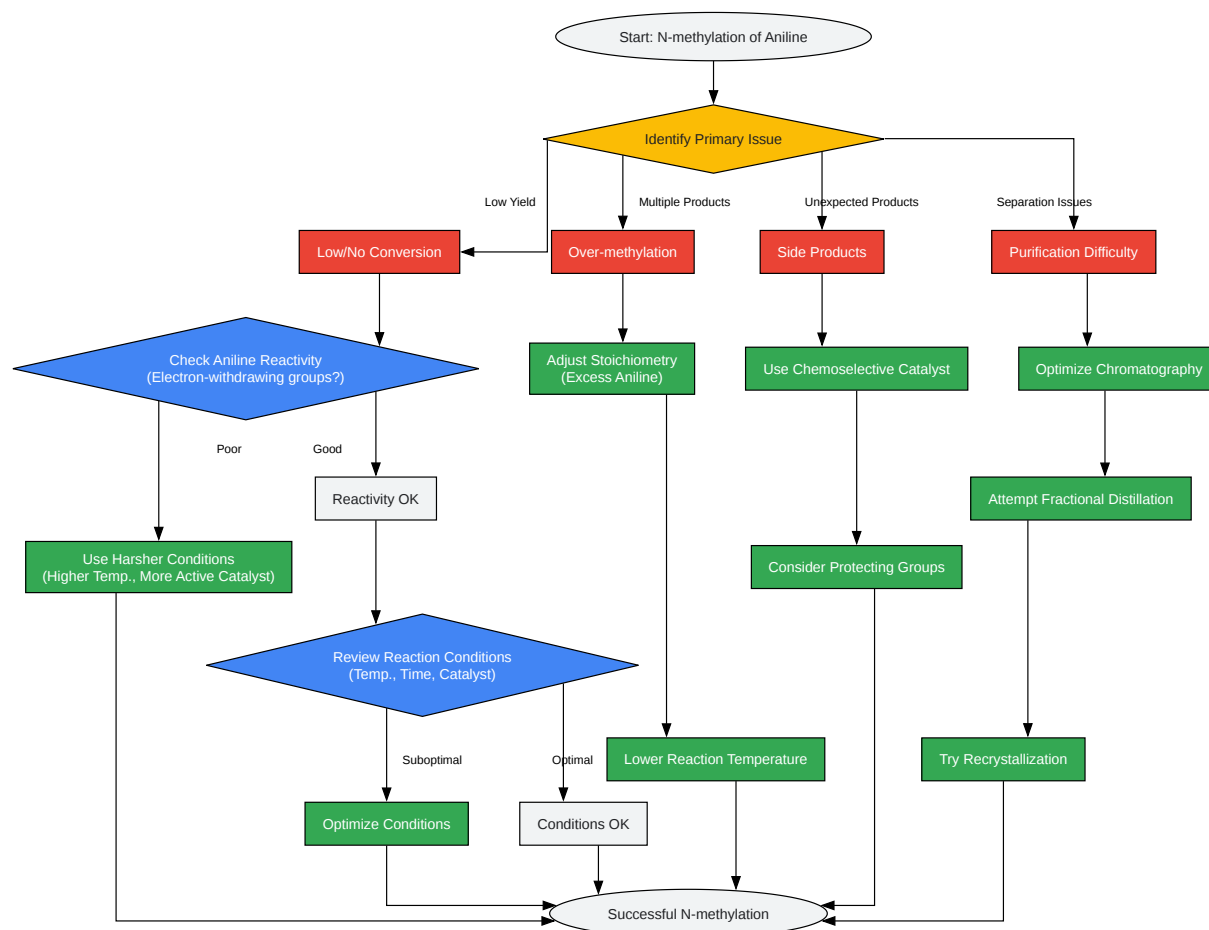 Start: N-methylation of Aniline
Identify Primary Issue
Low Yield
Multiple Products
Unexpected Products
Separation Issues
Low/No Conversion
Over-methylation
Side Products
Purification Difficulty
Check Aniline Reactivity
(Electron-withdrawing groups?)
Adjust Stoichiometry
(Excess Aniline)
Use Chemoselective Catalyst
Optimize Chromatography
Poor
Good
Reactivity OK
Attempt Fractional Distillation
Use Harsher Conditions
(Higher Temp., More Active Catalyst)
Consider Protecting Groups
Review Reaction Conditions
(Temp., Time, Catalyst)
Suboptimal
Optimal
Lower Reaction Temperature
Try Recrystallization
Optimize Conditions
Conditions OK
Successful N-methylation